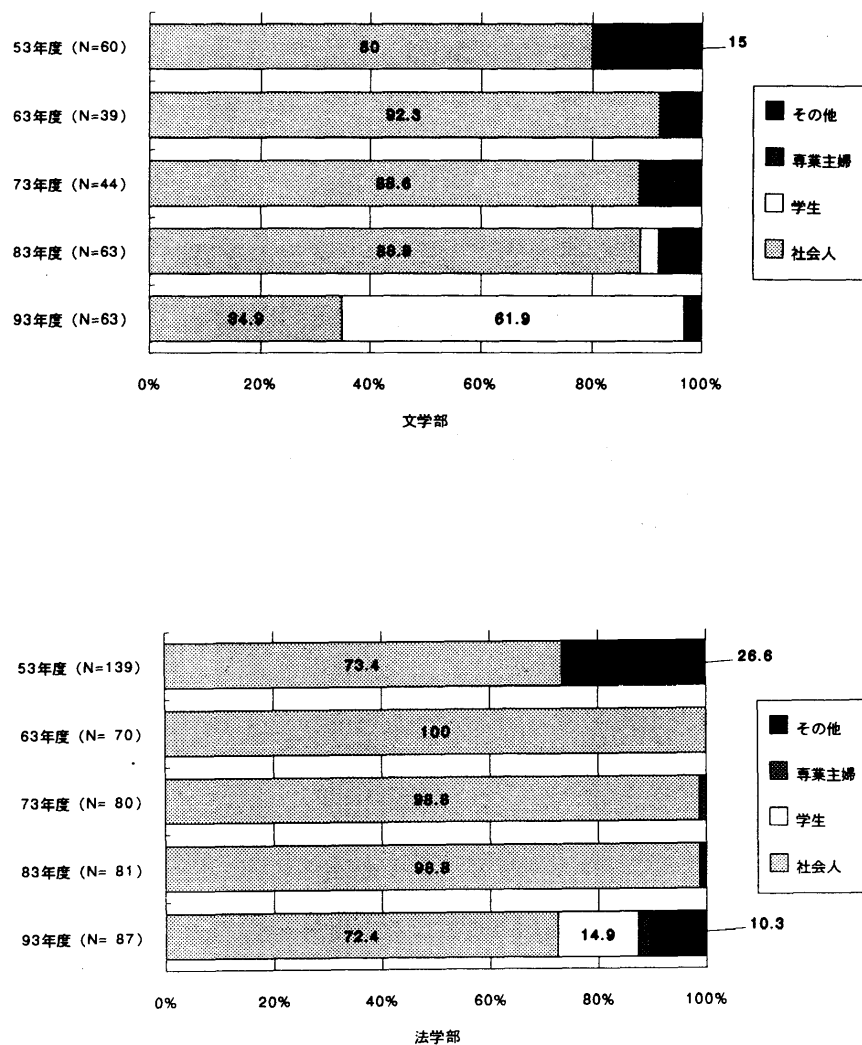 53年度 (N=60)
80
15
63年度 (N=39)
92.3
73年度 (N=44)
88.6
83年度 (N=63)
88.9
93年度 (N=63)
34.9
61.9
0%
20%
40%
60%
80%
100%
文学部
その他
専業主婦
学生
社会人
53年度 (N=139)
73.4
26.6
63年度 (N= 70)
100
73年度 (N= 80)
98.8
83年度 (N= 81)
98.8
93年度 (N= 87)
72.4
14.9
10.3
0%
20%
40%
60%
80%
100%
法学部
その他
専業主婦
学生
社会人